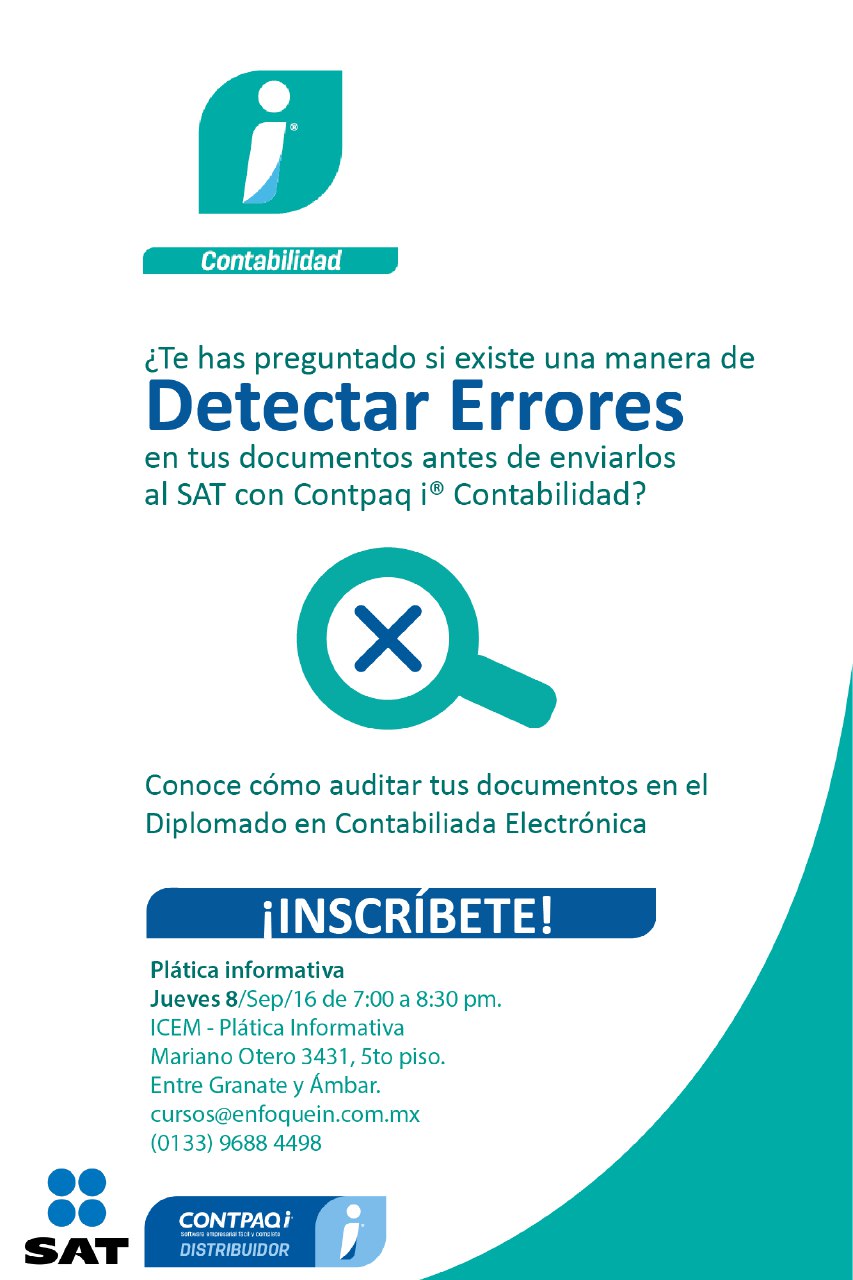 i®
Contabilidad
¿Te has preguntado si existe una manera de
Detectar Errores
en tus documentos antes de enviarlos
al SAT con Contpaq i® Contabilidad?
Conoce cómo auditar tus documentos en el
Diplomado en Contabiliada Electrónica
¡INSCRÍBETE!
Plática informativa
Jueves 8/Sep/16 de 7:00 a 8:30 pm.
ICEM - Plática Informativa
Mariano Otero 3431, 5to piso.
Entre Granate y Ámbar.
cursos@enfoquein.com.mx
(0133) 9688 4498
SAT
CONTPAQ i®
Software empresarial fácil y completo
DISTRIBUIDOR
i®